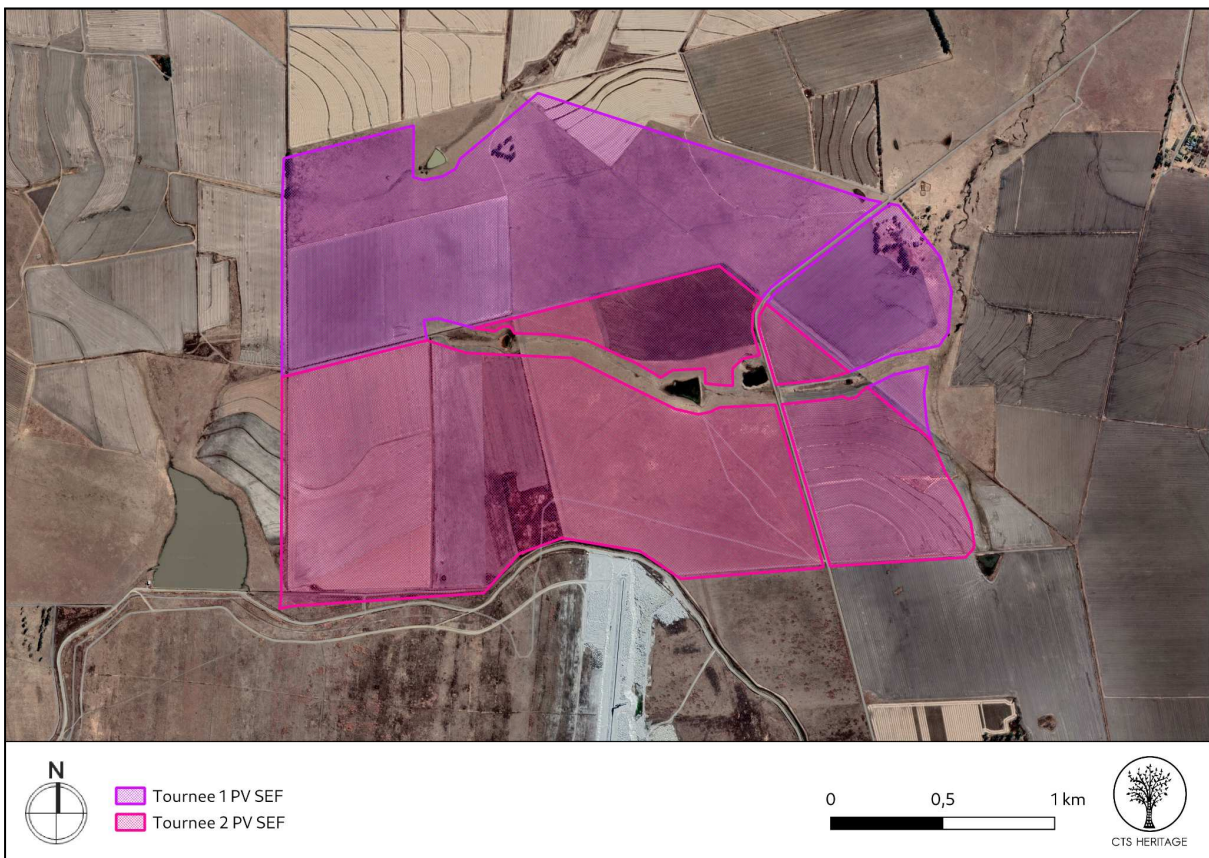 N
Tournee 1 PV SEF
Tournee 2 PV SEF
0 0,5 1 km
CTS HERITAGE